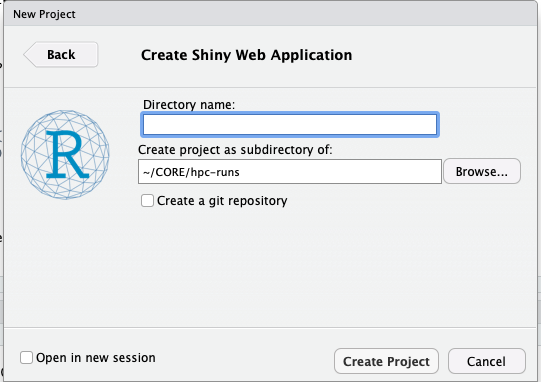 New Project
Back
Create Shiny Web Application
R
Directory name:
Create project as subdirectory of:
~/CORE/hpc-runs
Browse...
Create a git repository
Open in new session
Create Project
Cancel